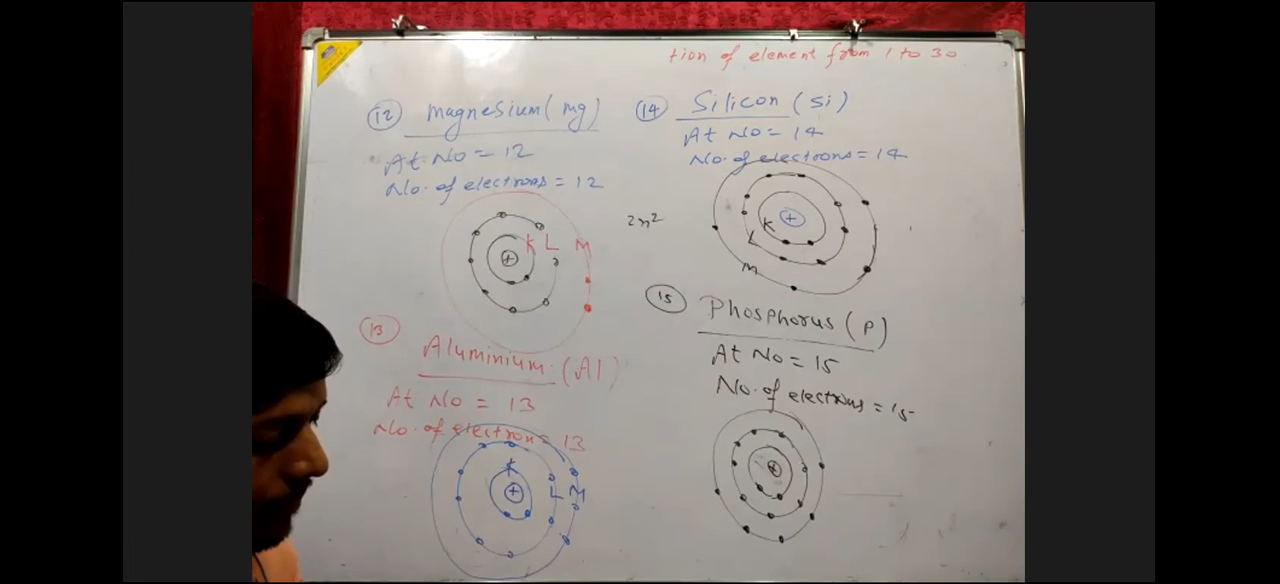 tion of element from 1 to 30
12 Magnesium (Mg)
At No = 12
No. of electrons = 12
K L M
2n²
13
Aluminium (Al)
At No = 13
No. of electron = 13
K
L M
14 Silicon (Si)
At No = 14
No. of electrons = 14
K
L
M
15 Phosphorus (P)
At No = 15
No. of electrons = 15